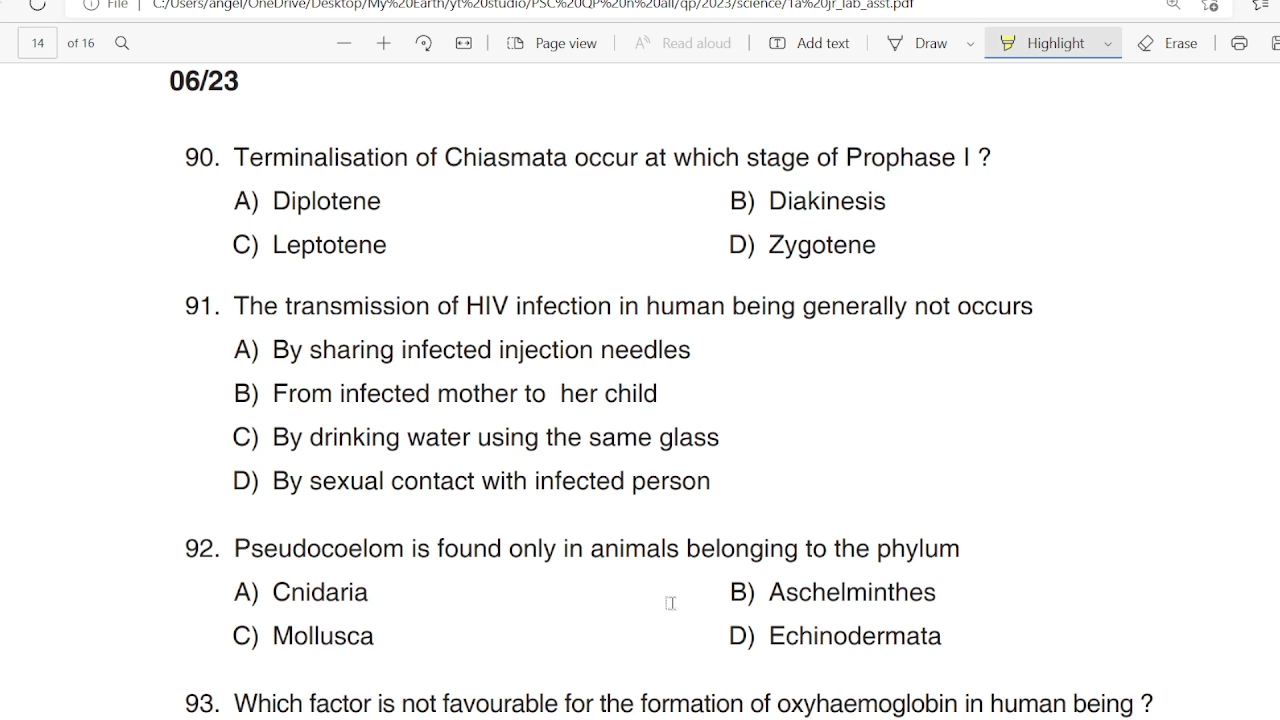 File | C:/Users/angel/OneDrive/Desktop/My%20Earth/yt%20studio/PSC%20QP%20n%20all/qp/2023/science/1a%20jr_lab_asst.pdf
14 of 16 Page view Read aloud Add text Draw Highlight Erase
06/23
90. Terminalisation of Chiasmata occur at which stage of Prophase I ?
A) Diplotene B) Diakinesis
C) Leptotene D) Zygotene
91. The transmission of HIV infection in human being generally not occurs
A) By sharing infected injection needles
B) From infected mother to her child
C) By drinking water using the same glass
D) By sexual contact with infected person
92. Pseudocoelom is found only in animals belonging to the phylum
A) Cnidaria B) Aschelminthes
C) Mollusca D) Echinodermata
93. Which factor is not favourable for the formation of oxyhaemoglobin in human being ?